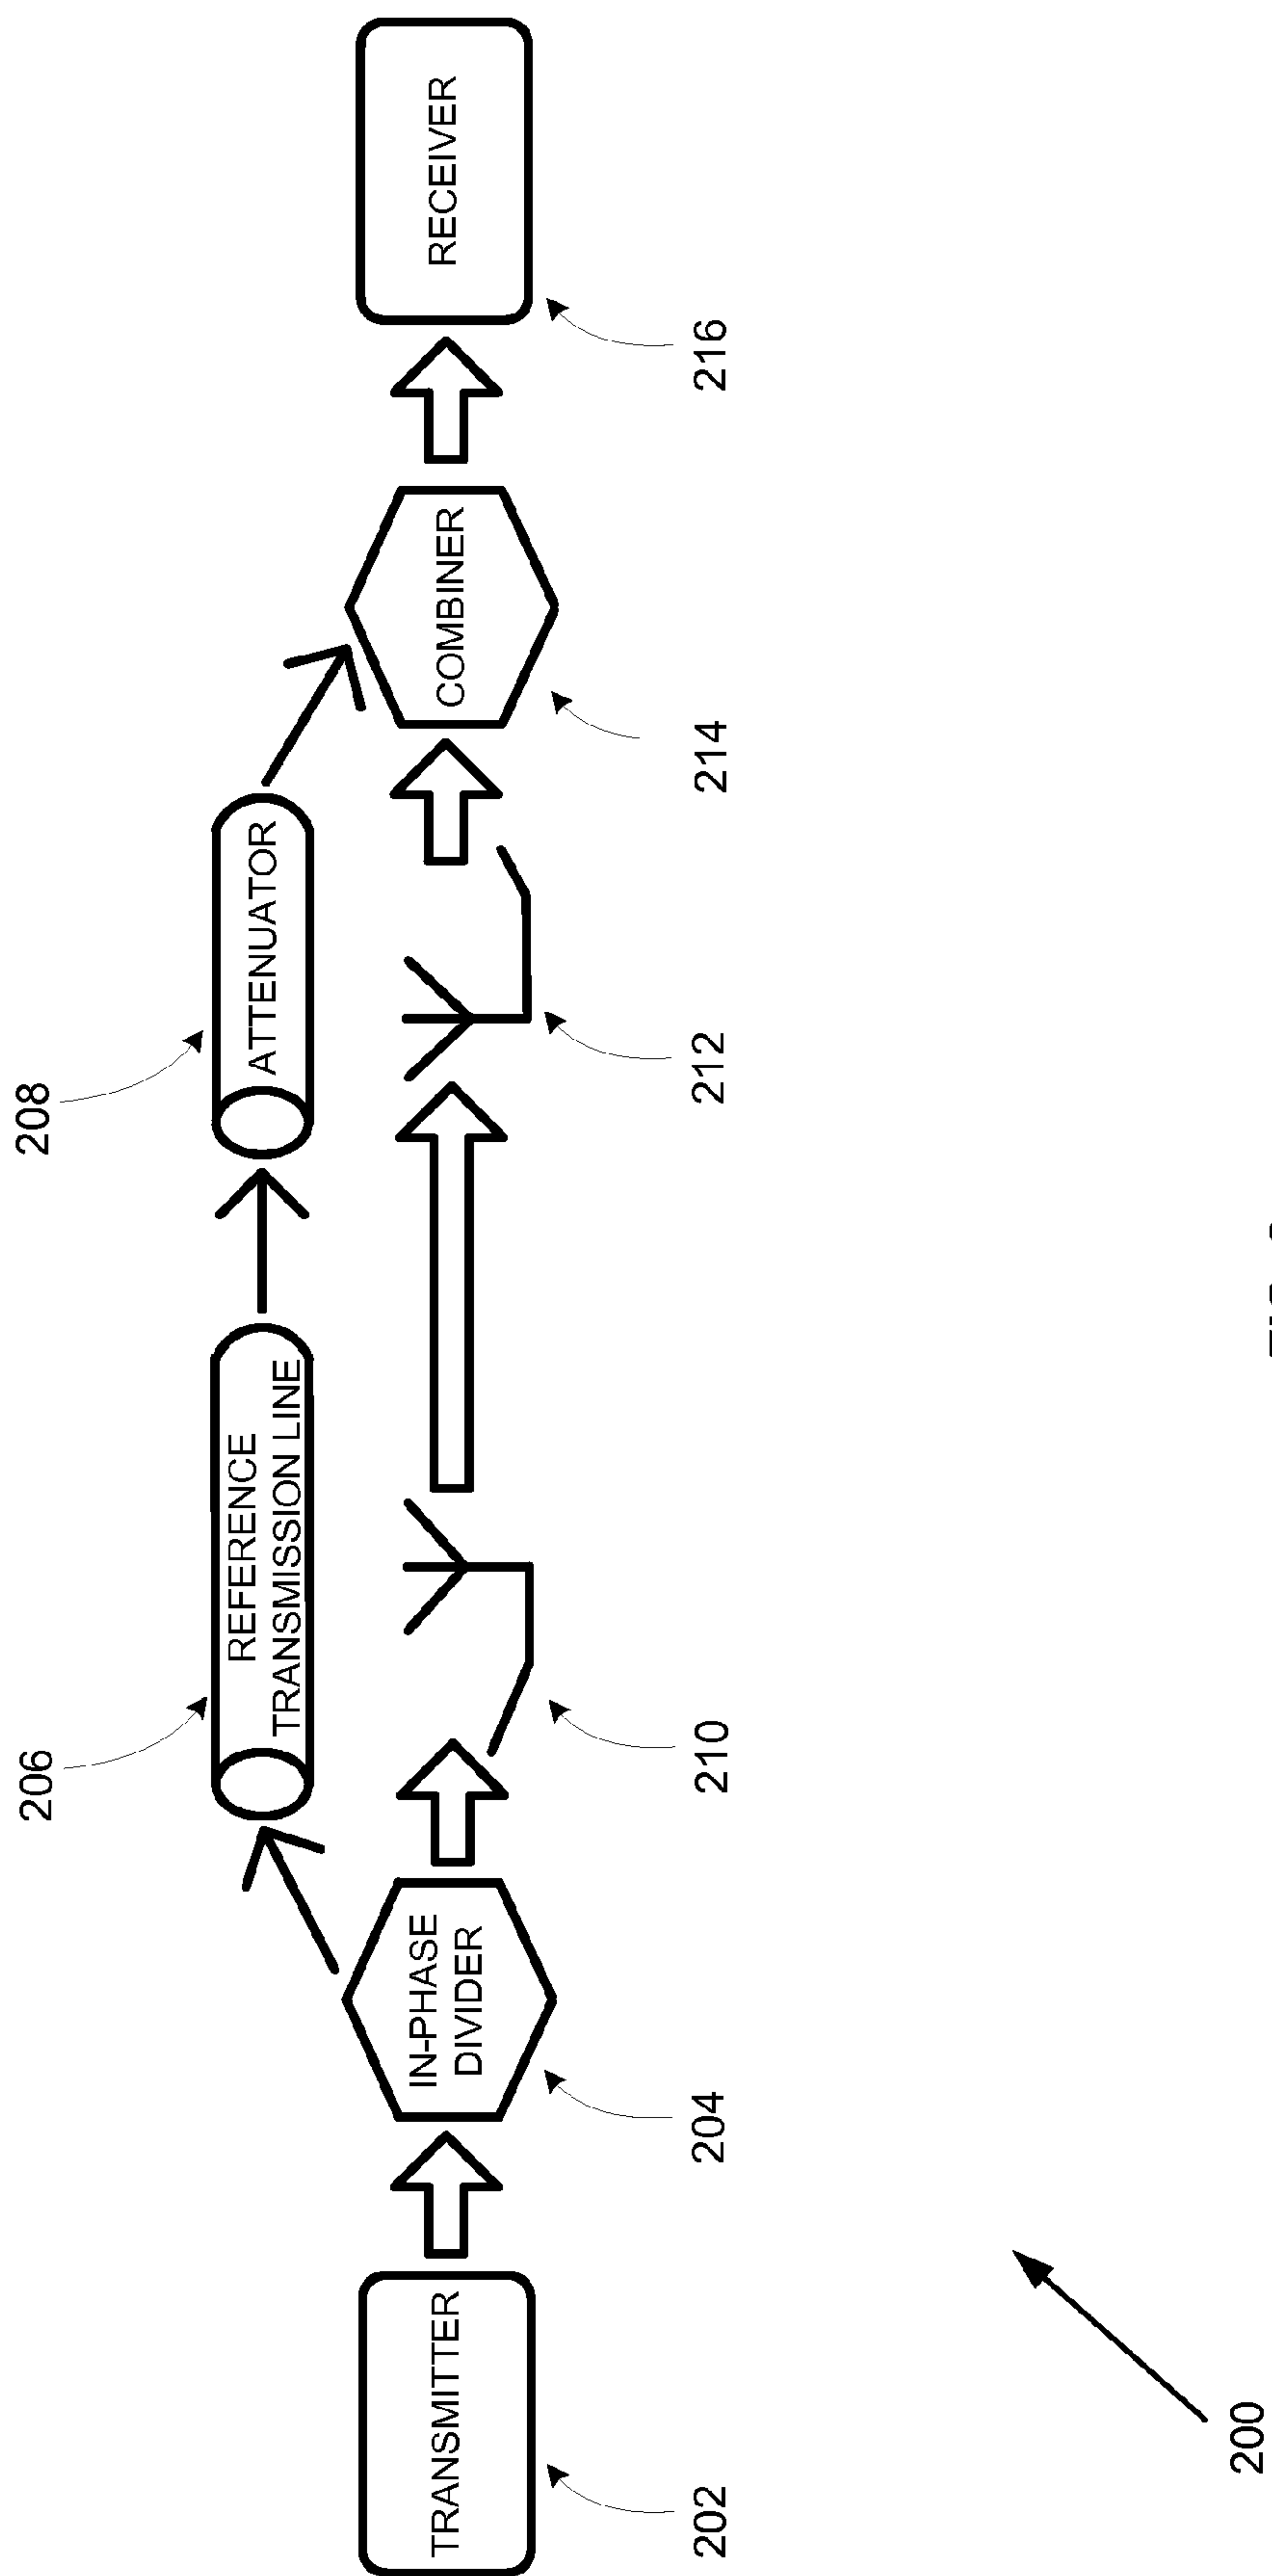 206
208
REFERENCE
TRANSMISSION LINE
ATTENUATOR
TRANSMITTER
IN-PHASE
DIVIDER
COMBINER
RECEIVER
202
204
210
212
214
216
200